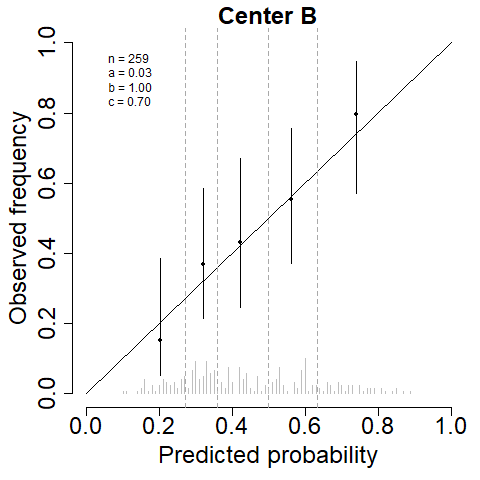 Center B
n = 259
a = 0.03
b = 1.00
c = 0.70
Observed frequency
1.0
0.8
0.6
0.4
0.2
0.0
0.0 0.2 0.4 0.6 0.8 1.0
Predicted probability